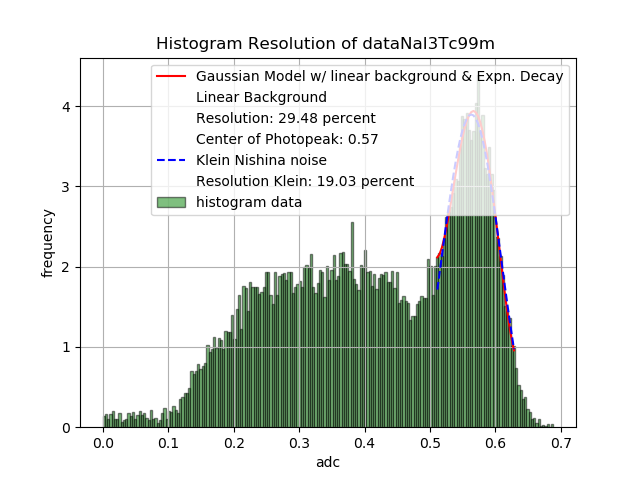 Histogram Resolution of dataNaI3Tc99m
Gaussian Model w/ linear background & Expn. Decay
Linear Background
Resolution: 29.48 percent
Center of Photopeak: 0.57
Klein Nishina noise
Resolution Klein: 19.03 percent
histogram data
frequency
4
3
2
1
0
0.0 0.1 0.2 0.3 0.4 0.5 0.6 0.7
adc